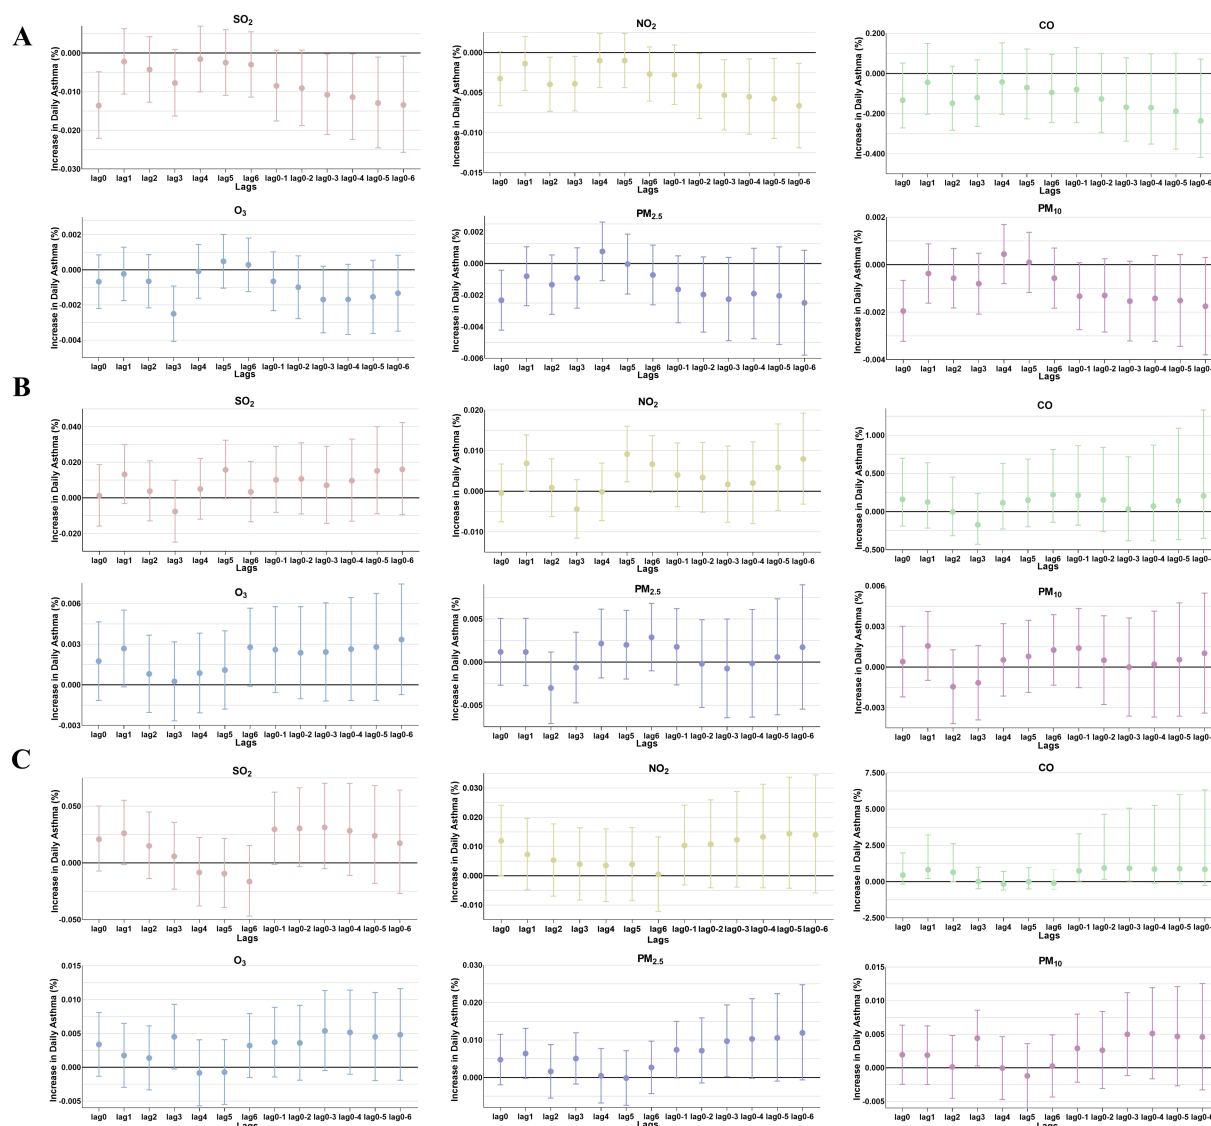 A
SO2
NO2
CO
Increase in Daily Asthma (%)
0.000
-0.010
-0.020
-0.030
lag0 lag1 lag2 lag3 lag4 lag5 lag6 lag0-1 lag0-2 lag0-3 lag0-4 lag0-5 lag0-6
Lags
Increase in Daily Asthma (%)
0.000
-0.005
-0.010
-0.015
lag0 lag1 lag2 lag3 lag4 lag5 lag6 lag0-1 lag0-2 lag0-3 lag0-4 lag0-5 lag0-6
Lags
Increase in Daily Asthma (%)
0.200
0.000
-0.200
-0.400
lag0 lag1 lag2 lag3 lag4 lag5 lag6 lag0-1 lag0-2 lag0-3 lag0-4 lag0-5 lag0-6
Lags
O3
PM2.5
PM10
Increase in Daily Asthma (%)
0.002
0.000
-0.002
-0.004
lag0 lag1 lag2 lag3 lag4 lag5 lag6 lag0-1 lag0-2 lag0-3 lag0-4 lag0-5 lag0-6
Lags
Increase in Daily Asthma (%)
0.002
0.000
-0.002
-0.004
-0.006
lag0 lag1 lag2 lag3 lag4 lag5 lag6 lag0-1 lag0-2 lag0-3 lag0-4 lag0-5 lag0-6
Lags
Increase in Daily Asthma (%)
0.002
0.000
-0.002
-0.004
lag0 lag1 lag2 lag3 lag4 lag5 lag6 lag0-1 lag0-2 lag0-3 lag0-4 lag0-5 lag0-6
Lags
B
SO2
NO2
CO
Increase in Daily Asthma (%)
0.040
0.020
0.000
-0.020
lag0 lag1 lag2 lag3 lag4 lag5 lag6 lag0-1 lag0-2 lag0-3 lag0-4 lag0-5 lag0-6
Lags
Increase in Daily Asthma (%)
0.020
0.010
0.000
-0.010
lag0 lag1 lag2 lag3 lag4 lag5 lag6 lag0-1 lag0-2 lag0-3 lag0-4 lag0-5 lag0-6
Lags
Increase in Daily Asthma (%)
1.000
0.500
0.000
-0.500
lag0 lag1 lag2 lag3 lag4 lag5 lag6 lag0-1 lag0-2 lag0-3 lag0-4 lag0-5 lag0-6
Lags
O3
PM2.5
PM10
Increase in Daily Asthma (%)
0.006
0.003
0.000
-0.003
lag0 lag1 lag2 lag3 lag4 lag5 lag6 lag0-1 lag0-2 lag0-3 lag0-4 lag0-5 lag0-6
Lags
Increase in Daily Asthma (%)
0.005
0.000
-0.005
lag0 lag1 lag2 lag3 lag4 lag5 lag6 lag0-1 lag0-2 lag0-3 lag0-4 lag0-5 lag0-6
Lags
Increase in Daily Asthma (%)
0.006
0.003
0.000
-0.003
lag0 lag1 lag2 lag3 lag4 lag5 lag6 lag0-1 lag0-2 lag0-3 lag0-4 lag0-5 lag0-6
Lags
C
SO2
NO2
CO
Increase in Daily Asthma (%)
0.050
0.000
-0.050
lag0 lag1 lag2 lag3 lag4 lag5 lag6 lag0-1 lag0-2 lag0-3 lag0-4 lag0-5 lag0-6
Lags
Increase in Daily Asthma (%)
0.030
0.020
0.010
0.000
-0.010
lag0 lag1 lag2 lag3 lag4 lag5 lag6 lag0-1 lag0-2 lag0-3 lag0-4 lag0-5 lag0-6
Lags
Increase in Daily Asthma (%)
7.500
5.000
2.500
0.000
-2.500
lag0 lag1 lag2 lag3 lag4 lag5 lag6 lag0-1 lag0-2 lag0-3 lag0-4 lag0-5 lag0-6
Lags
O3
PM2.5
PM10
Increase in Daily Asthma (%)
0.015
0.010
0.005
0.000
-0.005
lag0 lag1 lag2 lag3 lag4 lag5 lag6 lag0-1 lag0-2 lag0-3 lag0-4 lag0-5 lag0-6
Lags
Increase in Daily Asthma (%)
0.030
0.020
0.010
0.000
lag0 lag1 lag2 lag3 lag4 lag5 lag6 lag0-1 lag0-2 lag0-3 lag0-4 lag0-5 lag0-6
Lags
Increase in Daily Asthma (%)
0.015
0.010
0.005
0.000
-0.005
lag0 lag1 lag2 lag3 lag4 lag5 lag6 lag0-1 lag0-2 lag0-3 lag0-4 lag0-5 lag0-6
Lags